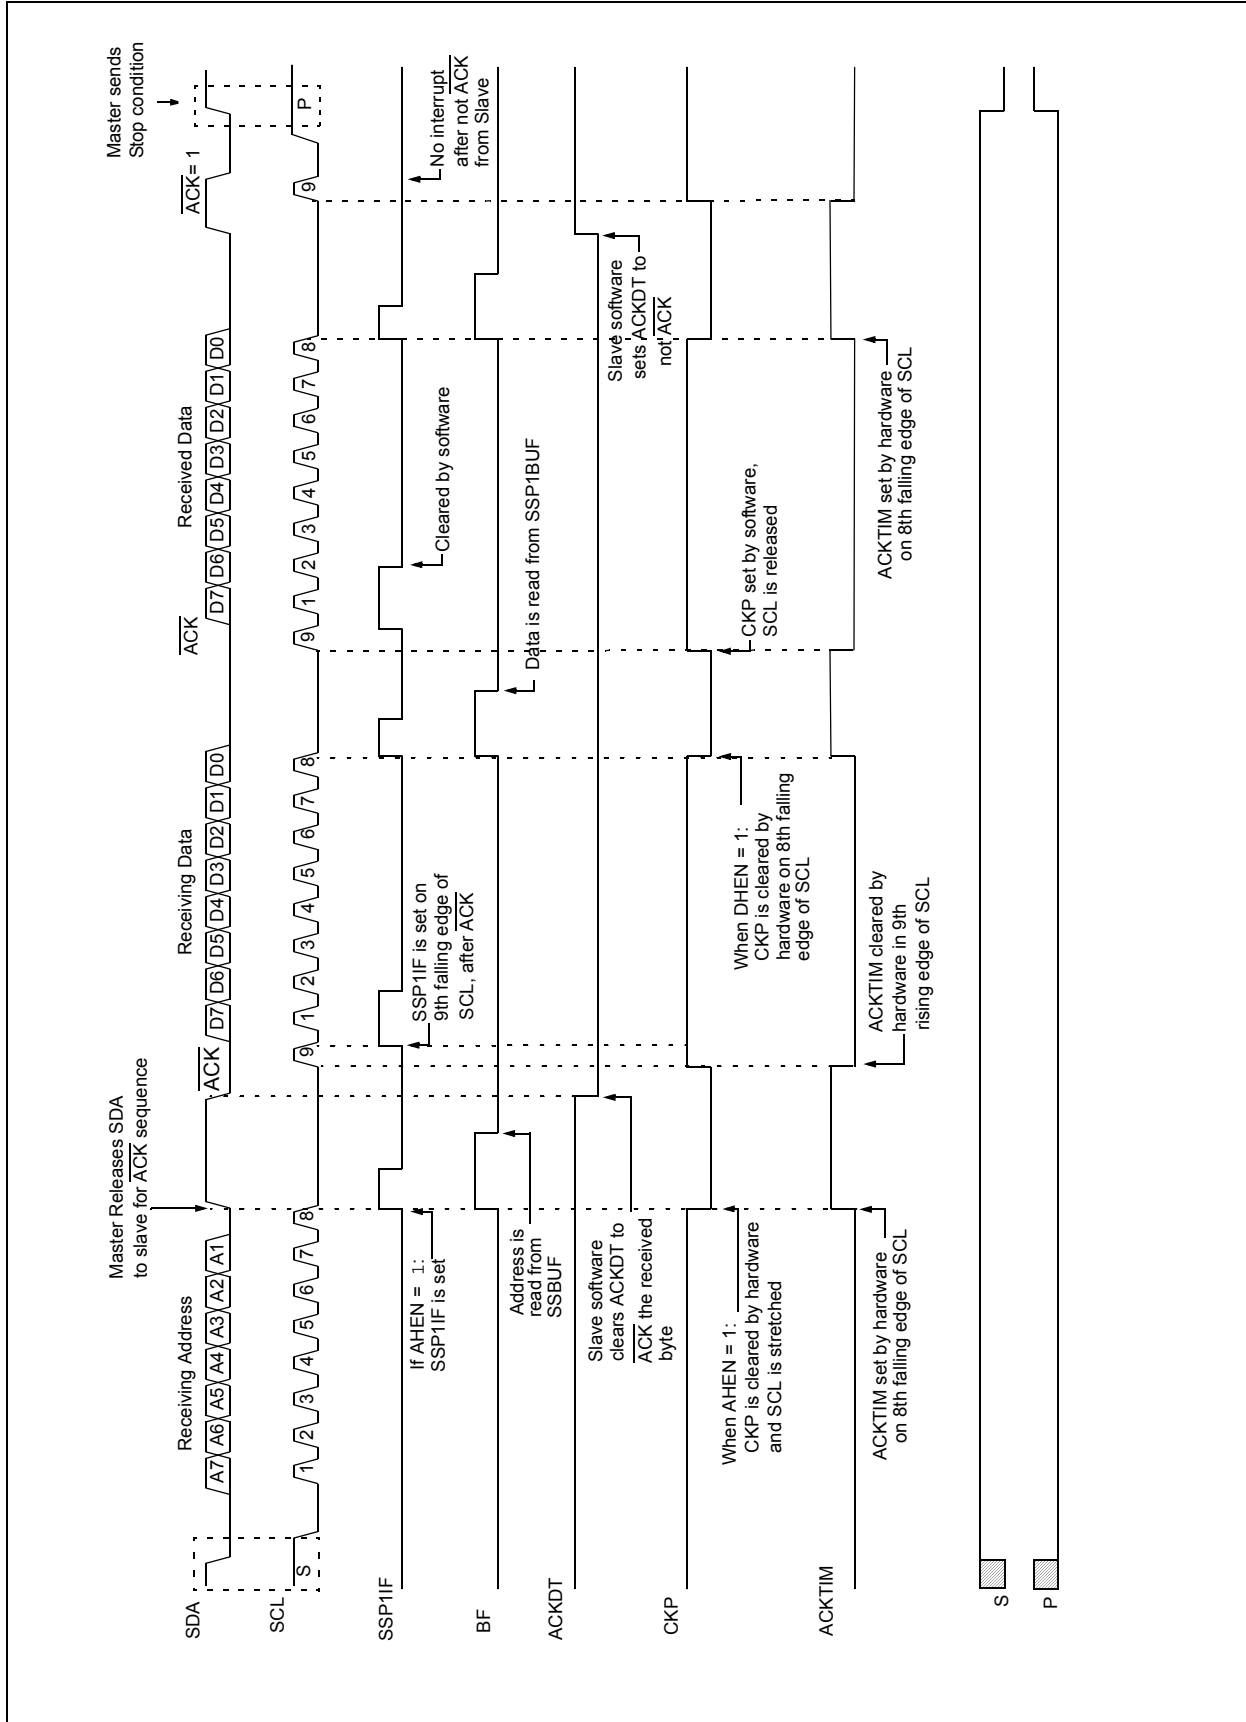 Master Releases SDA
to slave for ACK sequence
Master sends
Stop condition
Receiving Address
Receiving Data
Received Data
ACK
ACK
ACK= 1
SDA
A7 A6 A5 A4 A3 A2 A1
D7 D6 D5 D4 D3 D2 D1 D0
D7 D6 D5 D4 D3 D2 D1 D0
SCL
S
1 2 3 4 5 6 7 8 9
1 2 3 4 5 6 7 8 9
1 2 3 4 5 6 7 8 9
P
SSP1IF
If AHEN = 1:
SSP1IF is set
SSP1IF is set on
9th falling edge of
SCL, after ACK
Cleared by software
No interrupt
after not ACK
from Slave
BF
Address is
read from
SSBUF
Data is read from SSP1BUF
ACKDT
Slave software
clears ACKDT to
ACK the received
byte
Slave software
sets ACKDT to
not ACK
CKP
When AHEN = 1:
CKP is cleared by hardware
and SCL is stretched
When DHEN = 1:
CKP is cleared by
hardware on 8th falling
edge of SCL
CKP set by software,
SCL is released
ACKTIM
ACKTIM set by hardware
on 8th falling edge of SCL
ACKTIM cleared by
hardware in 9th
rising edge of SCL
ACKTIM set by hardware
on 8th falling edge of SCL
S
P